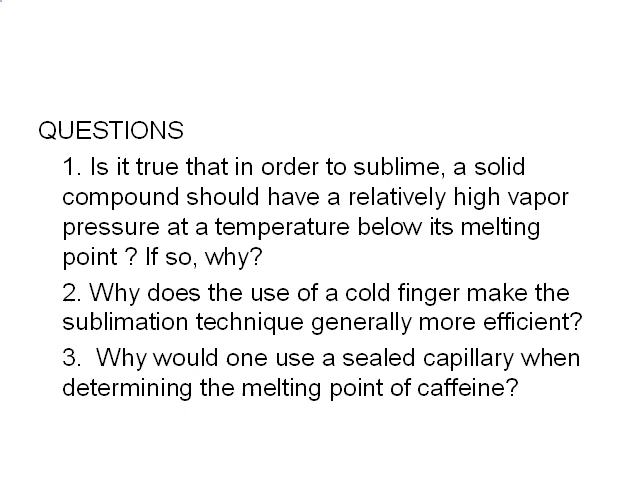 QUESTIONS
1. Is it true that in order to sublime, a solid
compound should have a relatively high vapor
pressure at a temperature below its melting
point ? If so, why?
2. Why does the use of a cold finger make the
sublimation technique generally more efficient?
3.  Why would one use a sealed capillary when
determining the melting point of caffeine?